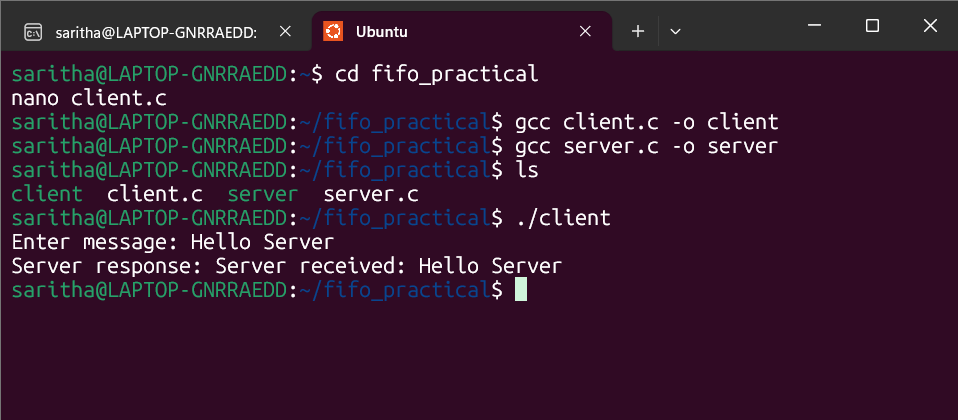 saritha@LAPTOP-GNRRAEDD: Ubuntu
saritha@LAPTOP-GNRRAEDD:~$ cd fifo_practical
nano client.c
saritha@LAPTOP-GNRRAEDD:~/fifo_practical$ gcc client.c -o client
saritha@LAPTOP-GNRRAEDD:~/fifo_practical$ gcc server.c -o server
saritha@LAPTOP-GNRRAEDD:~/fifo_practical$ ls
client  client.c  server  server.c
saritha@LAPTOP-GNRRAEDD:~/fifo_practical$ ./client
Enter message: Hello Server
Server response: Server received: Hello Server
saritha@LAPTOP-GNRRAEDD:~/fifo_practical$